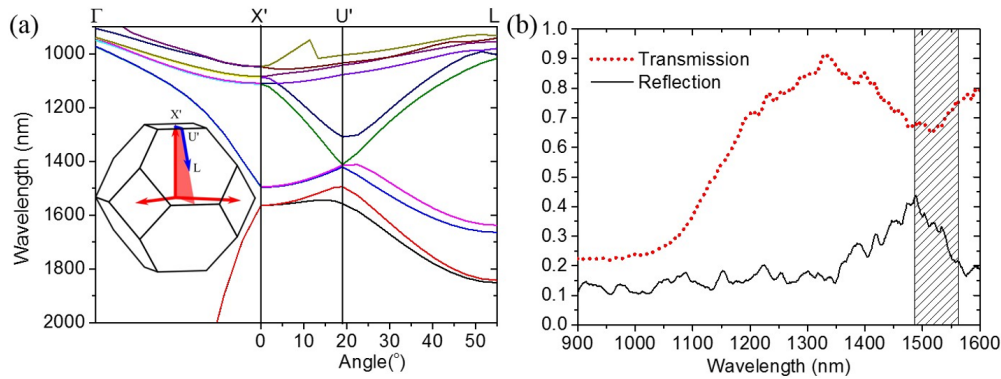 (a)
Γ X' U' L
1000
1200
1400
1600
1800
2000
Wavelength (nm)
X'
U'
L
0 10 20 30 40 50
Angle(°)
(b)
1.0
0.9
0.8
0.7
0.6
0.5
0.4
0.3
0.2
0.1
0.0
Transmission
Reflection
900 1000 1100 1200 1300 1400 1500 1600
Wavelength (nm)